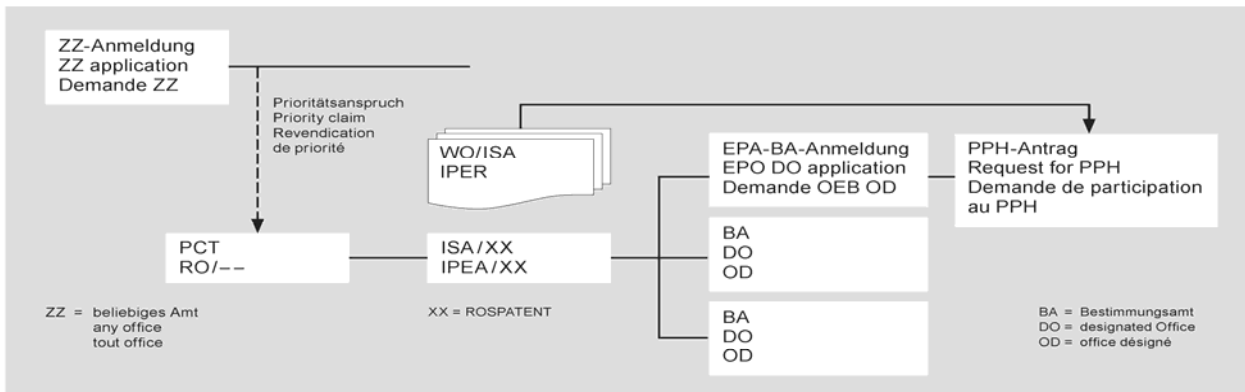 ZZ-Anmeldung
ZZ application
Demande ZZ
Prioritätsanspruch
Priority claim
Revendication
de priorité
WO/ISA
IPER
EPA-BA-Anmeldung
EPO DO application
Demande OEB OD
PPH-Antrag
Request for PPH
Demande de participation
au PPH
PCT
RO/––
ISA/XX
IPEA/XX
BA
DO
OD
BA
DO
OD
ZZ = beliebiges Amt
any office
tout office
XX = ROSPATENT
BA = Bestimmungsamt
DO = designated Office
OD = office désigné